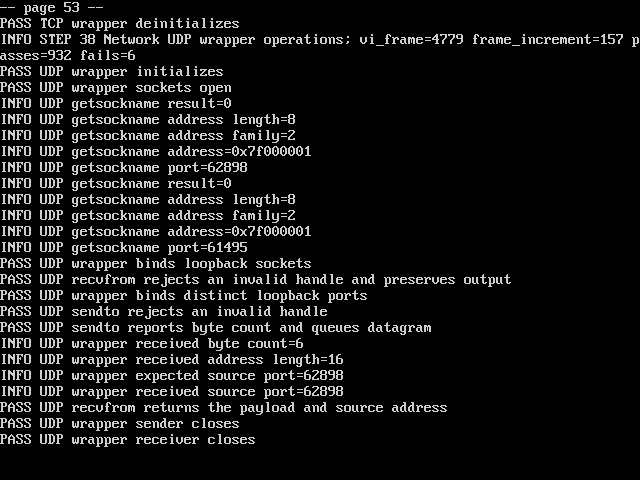 -- page 53 --
PASS TCP wrapper deinitializes
INFO STEP 38 Network UDP wrapper operations; vi_frame=4779 frame_increment=157 p
asses=932 fails=6
PASS UDP wrapper initializes
PASS UDP wrapper sockets open
INFO UDP getsockname result=0
INFO UDP getsockname address length=8
INFO UDP getsockname address family=2
INFO UDP getsockname address=0x7f000001
INFO UDP getsockname port=62898
INFO UDP getsockname result=0
INFO UDP getsockname address length=8
INFO UDP getsockname address family=2
INFO UDP getsockname address=0x7f000001
INFO UDP getsockname port=61495
PASS UDP wrapper binds loopback sockets
PASS UDP recvfrom rejects an invalid handle and preserves output
PASS UDP wrapper binds distinct loopback ports
PASS UDP sendto rejects an invalid handle
PASS UDP sendto reports byte count and queues datagram
INFO UDP wrapper received byte count=6
INFO UDP wrapper received address length=16
INFO UDP wrapper expected source port=62898
INFO UDP wrapper received source port=62898
PASS UDP recvfrom returns the payload and source address
PASS UDP wrapper sender closes
PASS UDP wrapper receiver closes